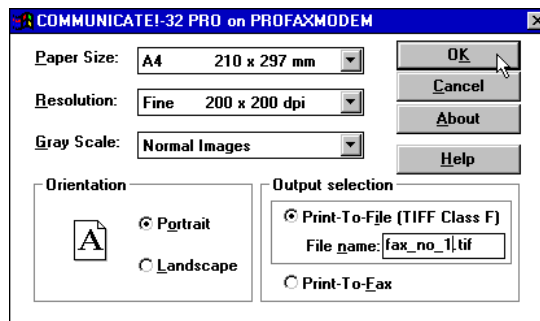 COMMUNICATE!-32 PRO on PROFAXMODEM
Paper Size: A4 210 x 297 mm
OK
Resolution: Fine 200 x 200 dpi
Cancel
About
Gray Scale: Normal Images
Help
Orientation
A
Portrait
Landscape
Output selection
Print-To-File (TIFF Class F)
File name: fax_no_1.tif
Print-To-Fax